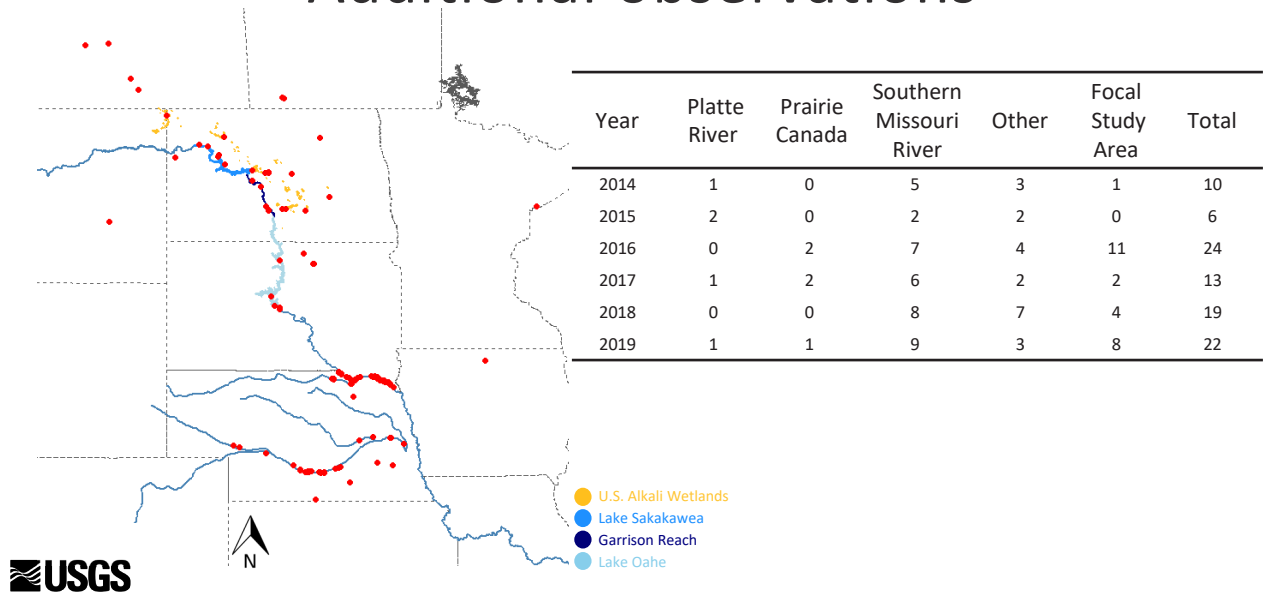 Additional Observations
Year Platte River Prairie Canada Southern Missouri River Other Focal Study Area Total
2014 1 0 5 3 1 10
2015 2 0 2 2 0 6
2016 0 2 7 4 11 24
2017 1 2 6 2 2 13
2018 0 0 8 7 4 19
2019 1 1 9 3 8 22
U.S. Alkali Wetlands
Lake Sakakawea
Garrison Reach
Lake Oahe
N
USGS